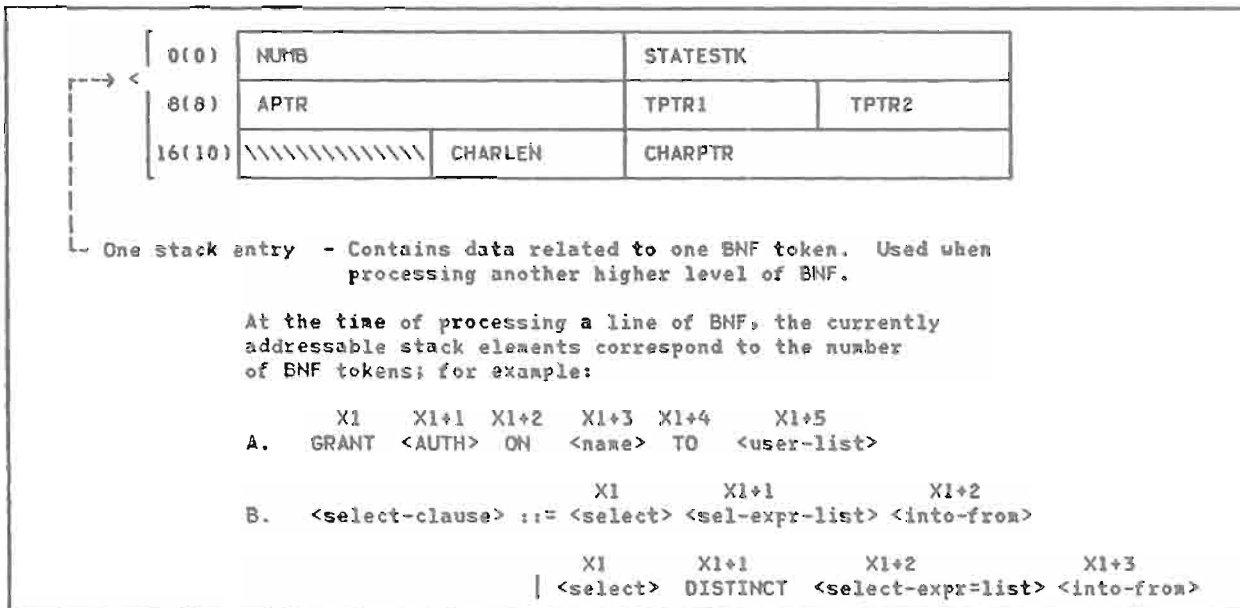 0(0) NUMB STATESTK
8(8) APTR TPTR1 TPTR2
16(10) \\\\\\\\\\\\\\ CHARLEN CHARPTR
One stack entry - Contains data related to one BNF token. Used when
processing another higher level of BNF.
At the time of processing a line of BNF, the currently
addressable stack elements correspond to the number
of BNF tokens; for example:
X1 X1+1 X1+2 X1+3 X1+4 X1+5
A. GRANT <AUTH> ON <name> TO <user-list>
X1 X1+1 X1+2
B. <select-clause> ::= <select> <sel-expr-list> <into-from>
X1 X1+1 X1+2 X1+3
| <select> DISTINCT <select-expr=list> <into-from>